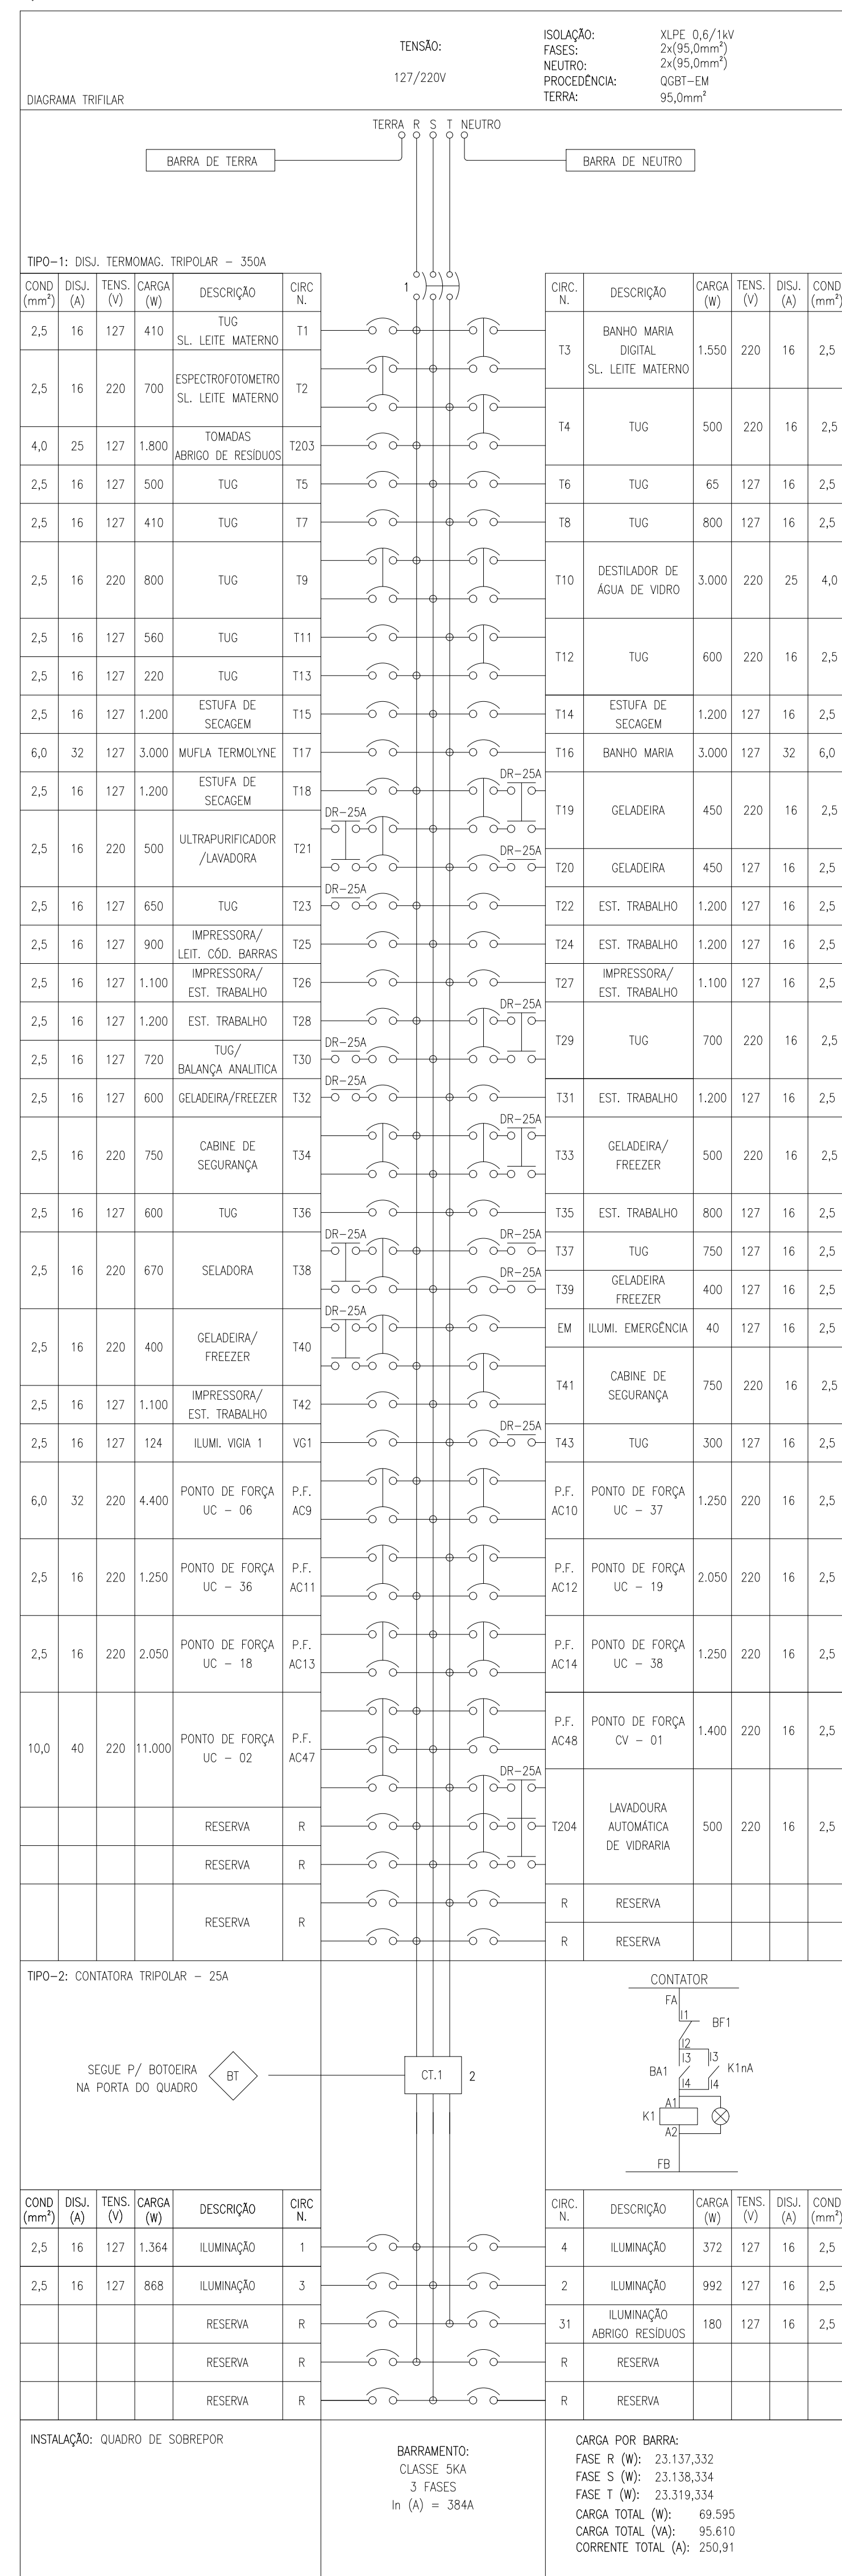 TENSÃO:
127/220V
ISOLAÇÃO: XLPE 0,6/1kV
FASES: 2x(95,0mm²)
NEUTRO: 2x(95,0mm²)
PROCEDÊNCIA: QGBT-EM
TERRA: 95,0mm²
DIAGRAMA TRIFILAR
TERRA R S T NEUTRO
BARRA DE TERRA
BARRA DE NEUTRO
TIPO-1: DISJ. TERMOMAG. TRIPOLAR - 350A
1
COND (mm²) DISJ. (A) TENS. (V) CARGA (W) DESCRIÇÃO CIRC N.
2,5 16 127 410 TUG SL. LEITE MATERNO T1
2,5 16 220 700 ESPECTROFOTOMETRO SL. LEITE MATERNO T2
4,0 25 127 1.800 TOMADAS ABRIGO DE RESÍDUOS T203
2,5 16 127 500 TUG T5
2,5 16 127 410 TUG T7
2,5 16 220 800 TUG T9
2,5 16 127 560 TUG T11
2,5 16 127 220 TUG T13
2,5 16 127 1.200 ESTUFA DE SECAGEM T15
6,0 32 127 3.000 MUFLA TERMOLYNE T17
2,5 16 127 1.200 ESTUFA DE SECAGEM T18
2,5 16 220 500 ULTRAPURIFICADOR /LAVADORA T21 DR-25A
2,5 16 127 650 TUG T23 DR-25A
2,5 16 127 900 IMPRESSORA/ LEIT. CÓD. BARRAS T25
2,5 16 127 1.100 IMPRESSORA/ EST. TRABALHO T26
2,5 16 127 1.200 EST. TRABALHO T28
2,5 16 127 720 TUG/ BALANÇA ANALITICA T30 DR-25A
2,5 16 127 600 GELADEIRA/FREEZER T32 DR-25A
2,5 16 220 750 CABINE DE SEGURANÇA T34
2,5 16 127 600 TUG T36
2,5 16 220 670 SELADORA T38 DR-25A
2,5 16 220 400 GELADEIRA/ FREEZER T40 DR-25A
2,5 16 127 1.100 IMPRESSORA/ EST. TRABALHO T42
2,5 16 127 124 ILUMI. VIGIA 1 VG1
6,0 32 220 4.400 PONTO DE FORÇA UC - 06 P.F. AC9
2,5 16 220 1.250 PONTO DE FORÇA UC - 36 P.F. AC11
2,5 16 220 2.050 PONTO DE FORÇA UC - 18 P.F. AC13
10,0 40 220 11.000 PONTO DE FORÇA UC - 02 P.F. AC47
RESERVA R
RESERVA R
RESERVA R
CIRC. N. DESCRIÇÃO CARGA (W) TENS. (V) DISJ. (A) COND (mm²)
T3 BANHO MARIA DIGITAL SL. LEITE MATERNO 1.550 220 16 2,5
T4 TUG 500 220 16 2,5
T6 TUG 65 127 16 2,5
T8 TUG 800 127 16 2,5
T10 DESTILADOR DE ÁGUA DE VIDRO 3.000 220 25 4,0
T12 TUG 600 220 16 2,5
T14 ESTUFA DE SECAGEM 1.200 127 16 2,5
T16 BANHO MARIA 3.000 127 32 6,0
DR-25A T19 GELADEIRA 450 220 16 2,5
DR-25A T20 GELADEIRA 450 127 16 2,5
T22 EST. TRABALHO 1.200 127 16 2,5
T24 EST. TRABALHO 1.200 127 16 2,5
T27 IMPRESSORA/ EST. TRABALHO 1.100 127 16 2,5
DR-25A T29 TUG 700 220 16 2,5
T31 EST. TRABALHO 1.200 127 16 2,5
DR-25A T33 GELADEIRA/ FREEZER 500 220 16 2,5
T35 EST. TRABALHO 800 127 16 2,5
DR-25A T37 TUG 750 127 16 2,5
DR-25A T39 GELADEIRA FREEZER 400 127 16 2,5
EM ILUMI. EMERGÊNCIA 40 127 16 2,5
T41 CABINE DE SEGURANÇA 750 220 16 2,5
DR-25A T43 TUG 300 127 16 2,5
P.F. AC10 PONTO DE FORÇA UC - 37 1.250 220 16 2,5
P.F. AC12 PONTO DE FORÇA UC - 19 2.050 220 16 2,5
P.F. AC14 PONTO DE FORÇA UC - 38 1.250 220 16 2,5
P.F. AC48 PONTO DE FORÇA CV - 01 1.400 220 16 2,5
DR-25A T204 LAVADOURA AUTOMÁTICA DE VIDRARIA 500 220 16 2,5
R RESERVA
R RESERVA
TIPO-2: CONTATORA TRIPOLAR - 25A
SEGUE P/ BOTOEIRA
NA PORTA DO QUADRO
BT
CT.1 2
CONTATOR
FA
I1
BF1
I2
I3 I3
BA1 K1nA
I4 I4
A1
K1
A2
FB
COND (mm²) DISJ. (A) TENS. (V) CARGA (W) DESCRIÇÃO CIRC N.
2,5 16 127 1.364 ILUMINAÇÃO 1
2,5 16 127 868 ILUMINAÇÃO 3
RESERVA R
RESERVA R
RESERVA R
CIRC. N. DESCRIÇÃO CARGA (W) TENS. (V) DISJ. (A) COND (mm²)
4 ILUMINAÇÃO 372 127 16 2,5
2 ILUMINAÇÃO 992 127 16 2,5
31 ILUMINAÇÃO ABRIGO RESÍDUOS 180 127 16 2,5
R RESERVA
R RESERVA
INSTALAÇÃO: QUADRO DE SOBREPOR
BARRAMENTO:
CLASSE 5KA
3 FASES
In (A) = 384A
CARGA POR BARRA:
FASE R (W): 23.137,332
FASE S (W): 23.138,334
FASE T (W): 23.319,334
CARGA TOTAL (W): 69.595
CARGA TOTAL (VA): 95.610
CORRENTE TOTAL (A): 250,91